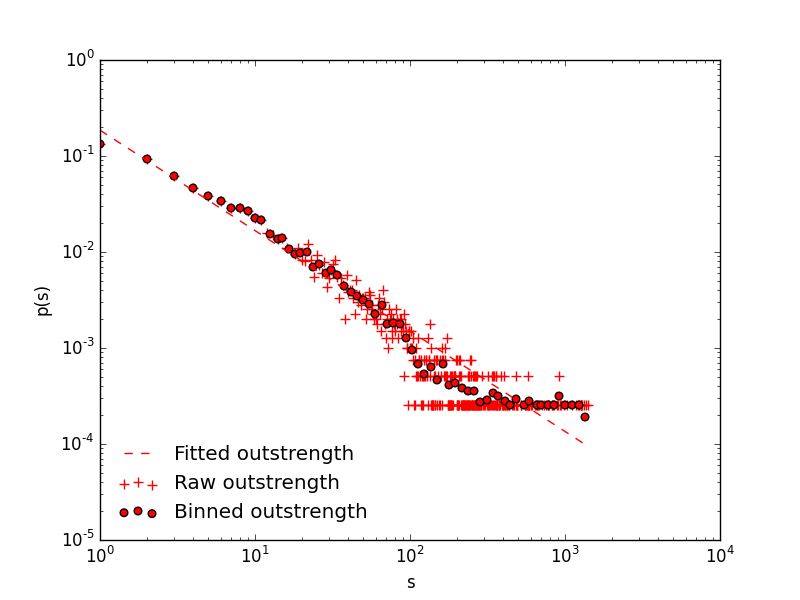 10^0
10^-1
10^-2
p(s)
10^-3
10^-4
Fitted outstrength
Raw outstrength
Binned outstrength
10^-5
10^0 10^1 10^2 10^3 10^4
s